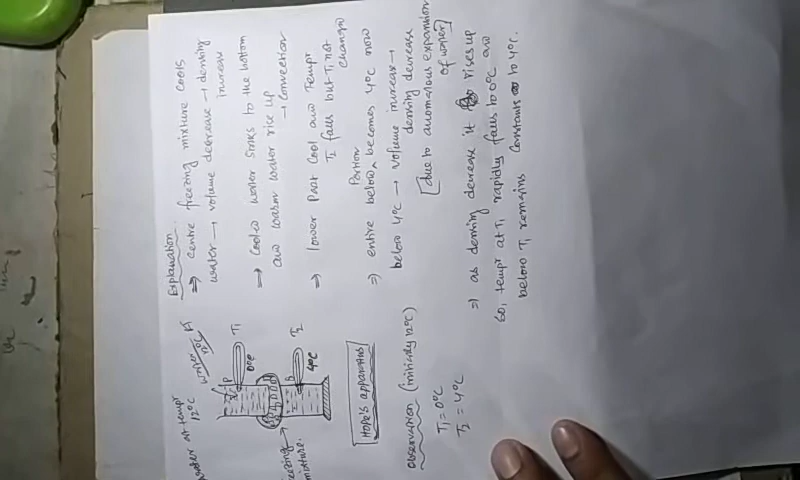 water at tempr
12°C
water
12°C
P
T1
0°C
T2
4°C
freezing
mixture.
Hope's apparatus
Observation (initially 12°C)
T1 = 0°C
T2 = 4°C
Explanation
⇒ centre freezing mixture cools
water → volume decrease → density
increase
⇒ Cooled water sinks to the bottom
and warm water rise up
→ convection
⇒ lower Part cool and Tempr
T2 falls but T1 not
changed
⇒ entire below Portion becomes 4°C now
below 4°C → volume increase →
density decrease
[due to anomalous expansion
of water]
⇒ as density decrease it rises up
So, tempr at T1 rapidly falls to 0°C and
below T1 remains constant to 4°C.